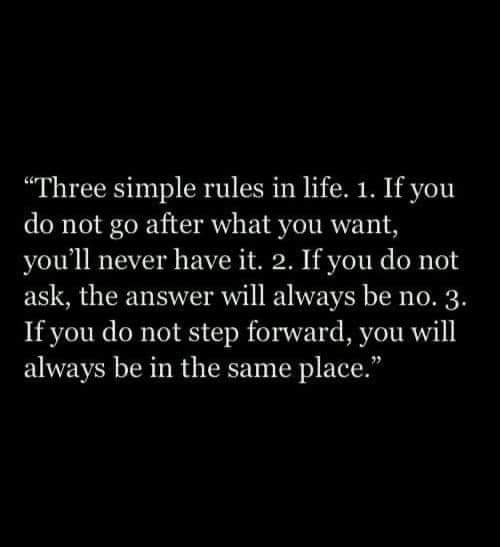 “Three simple rules in life. 1. If you
do not go after what you want,
you’ll never have it. 2. If you do not
ask, the answer will always be no. 3.
If you do not step forward, you will
always be in the same place.”